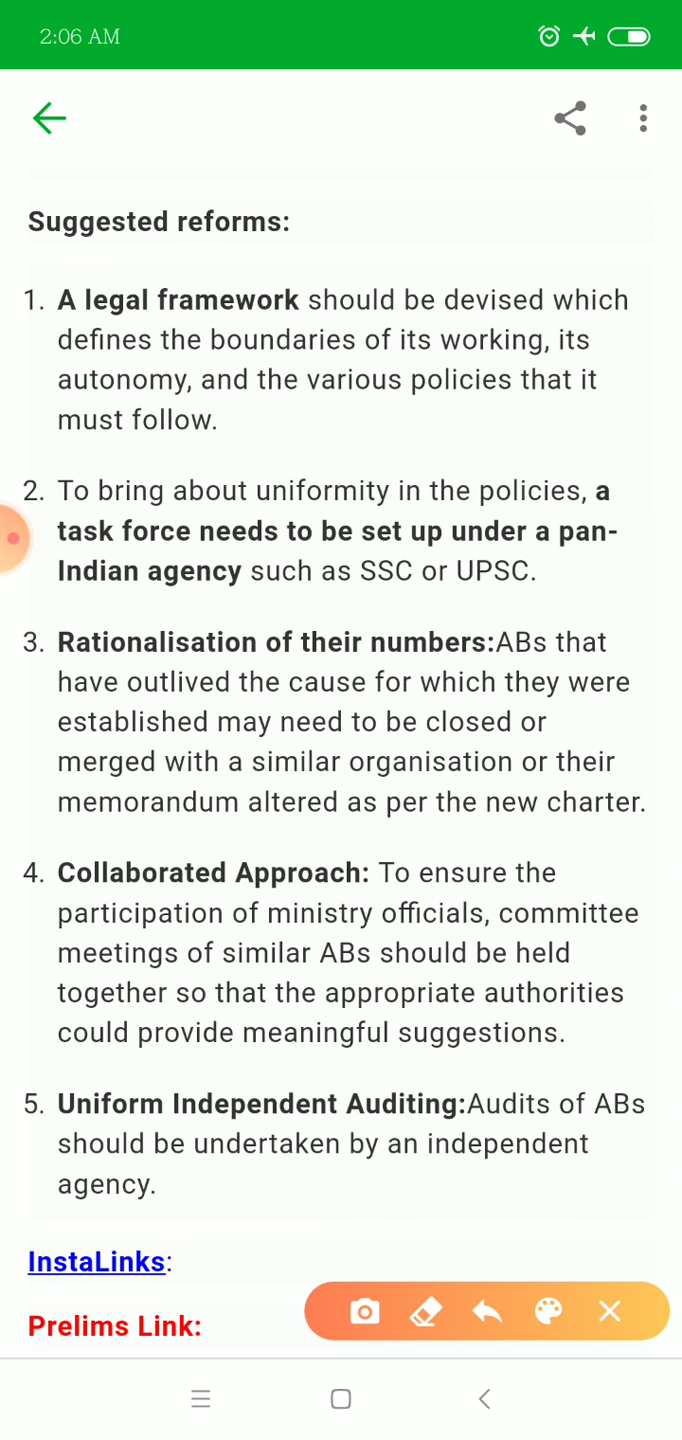 2:06 AM
Suggested reforms:
1. A legal framework should be devised which
defines the boundaries of its working, its
autonomy, and the various policies that it
must follow.
2. To bring about uniformity in the policies, a
task force needs to be set up under a pan-
Indian agency such as SSC or UPSC.
3. Rationalisation of their numbers:ABs that
have outlived the cause for which they were
established may need to be closed or
merged with a similar organisation or their
memorandum altered as per the new charter.
4. Collaborated Approach: To ensure the
participation of ministry officials, committee
meetings of similar ABs should be held
together so that the appropriate authorities
could provide meaningful suggestions.
5. Uniform Independent Auditing:Audits of ABs
should be undertaken by an independent
agency.
InstaLinks:
Prelims Link: